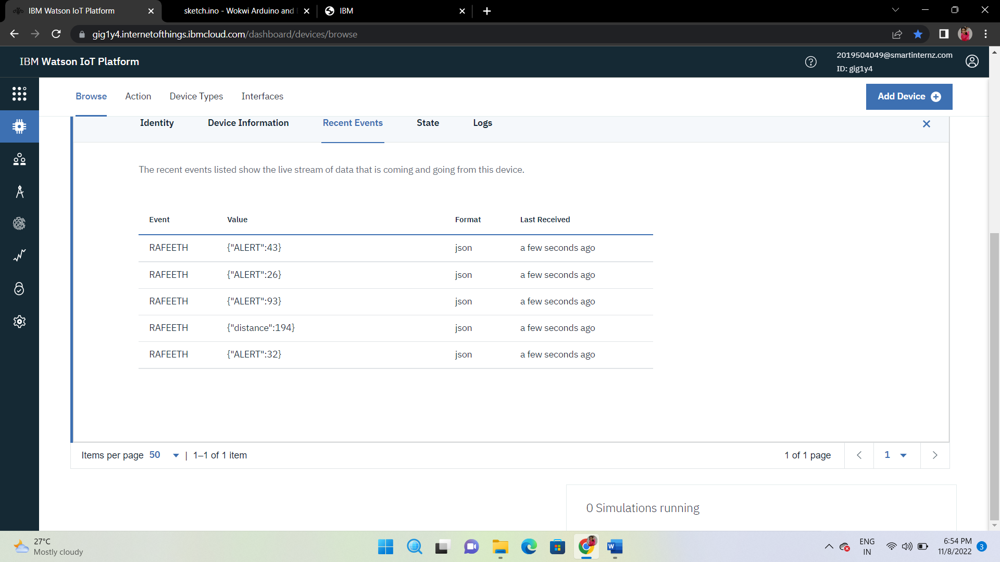 IBM Watson IoT Platform
sketch.ino - Wokwi Arduino and
IBM
gig1y4.internetofthings.ibmcloud.com/dashboard/devices/browse
IBM Watson IoT Platform
2019504049@smartinternz.com
ID: gig1y4
Browse Action Device Types Interfaces
Add Device
Identity Device Information Recent Events State Logs
The recent events listed show the live stream of data that is coming and going from this device.
Event Value Format Last Received
RAFEETH {"ALERT":43} json a few seconds ago
RAFEETH {"ALERT":26} json a few seconds ago
RAFEETH {"ALERT":93} json a few seconds ago
RAFEETH {"distance":194} json a few seconds ago
RAFEETH {"ALERT":32} json a few seconds ago
Items per page 50 | 1–1 of 1 item
1 of 1 page
1
0 Simulations running
27°C
Mostly cloudy
ENG
IN
6:54 PM
11/8/2022
3